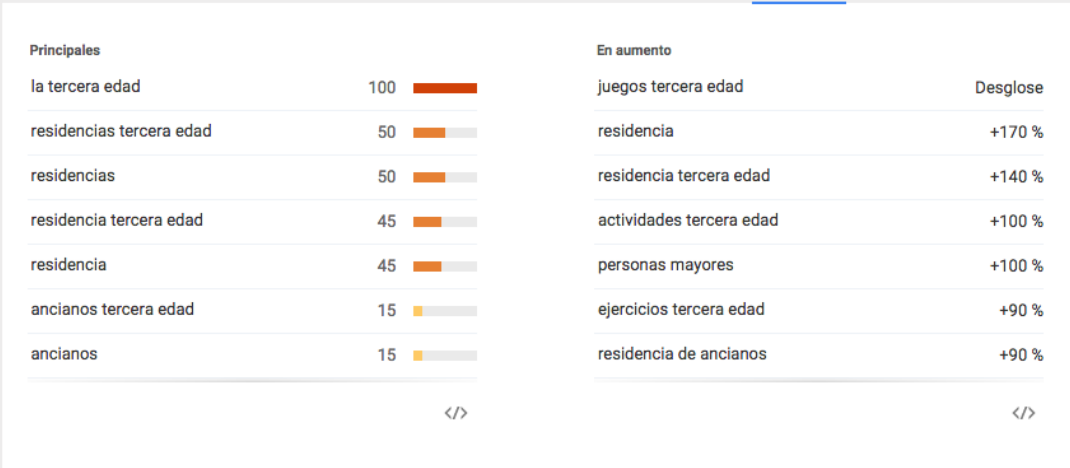 Principales
la tercera edad 100
residencias tercera edad 50
residencias 50
residencia tercera edad 45
residencia 45
ancianos tercera edad 15
ancianos 15
</>
En aumento
juegos tercera edad Desglose
residencia +170 %
residencia tercera edad +140 %
actividades tercera edad +100 %
personas mayores +100 %
ejercicios tercera edad +90 %
residencia de ancianos +90 %
</>